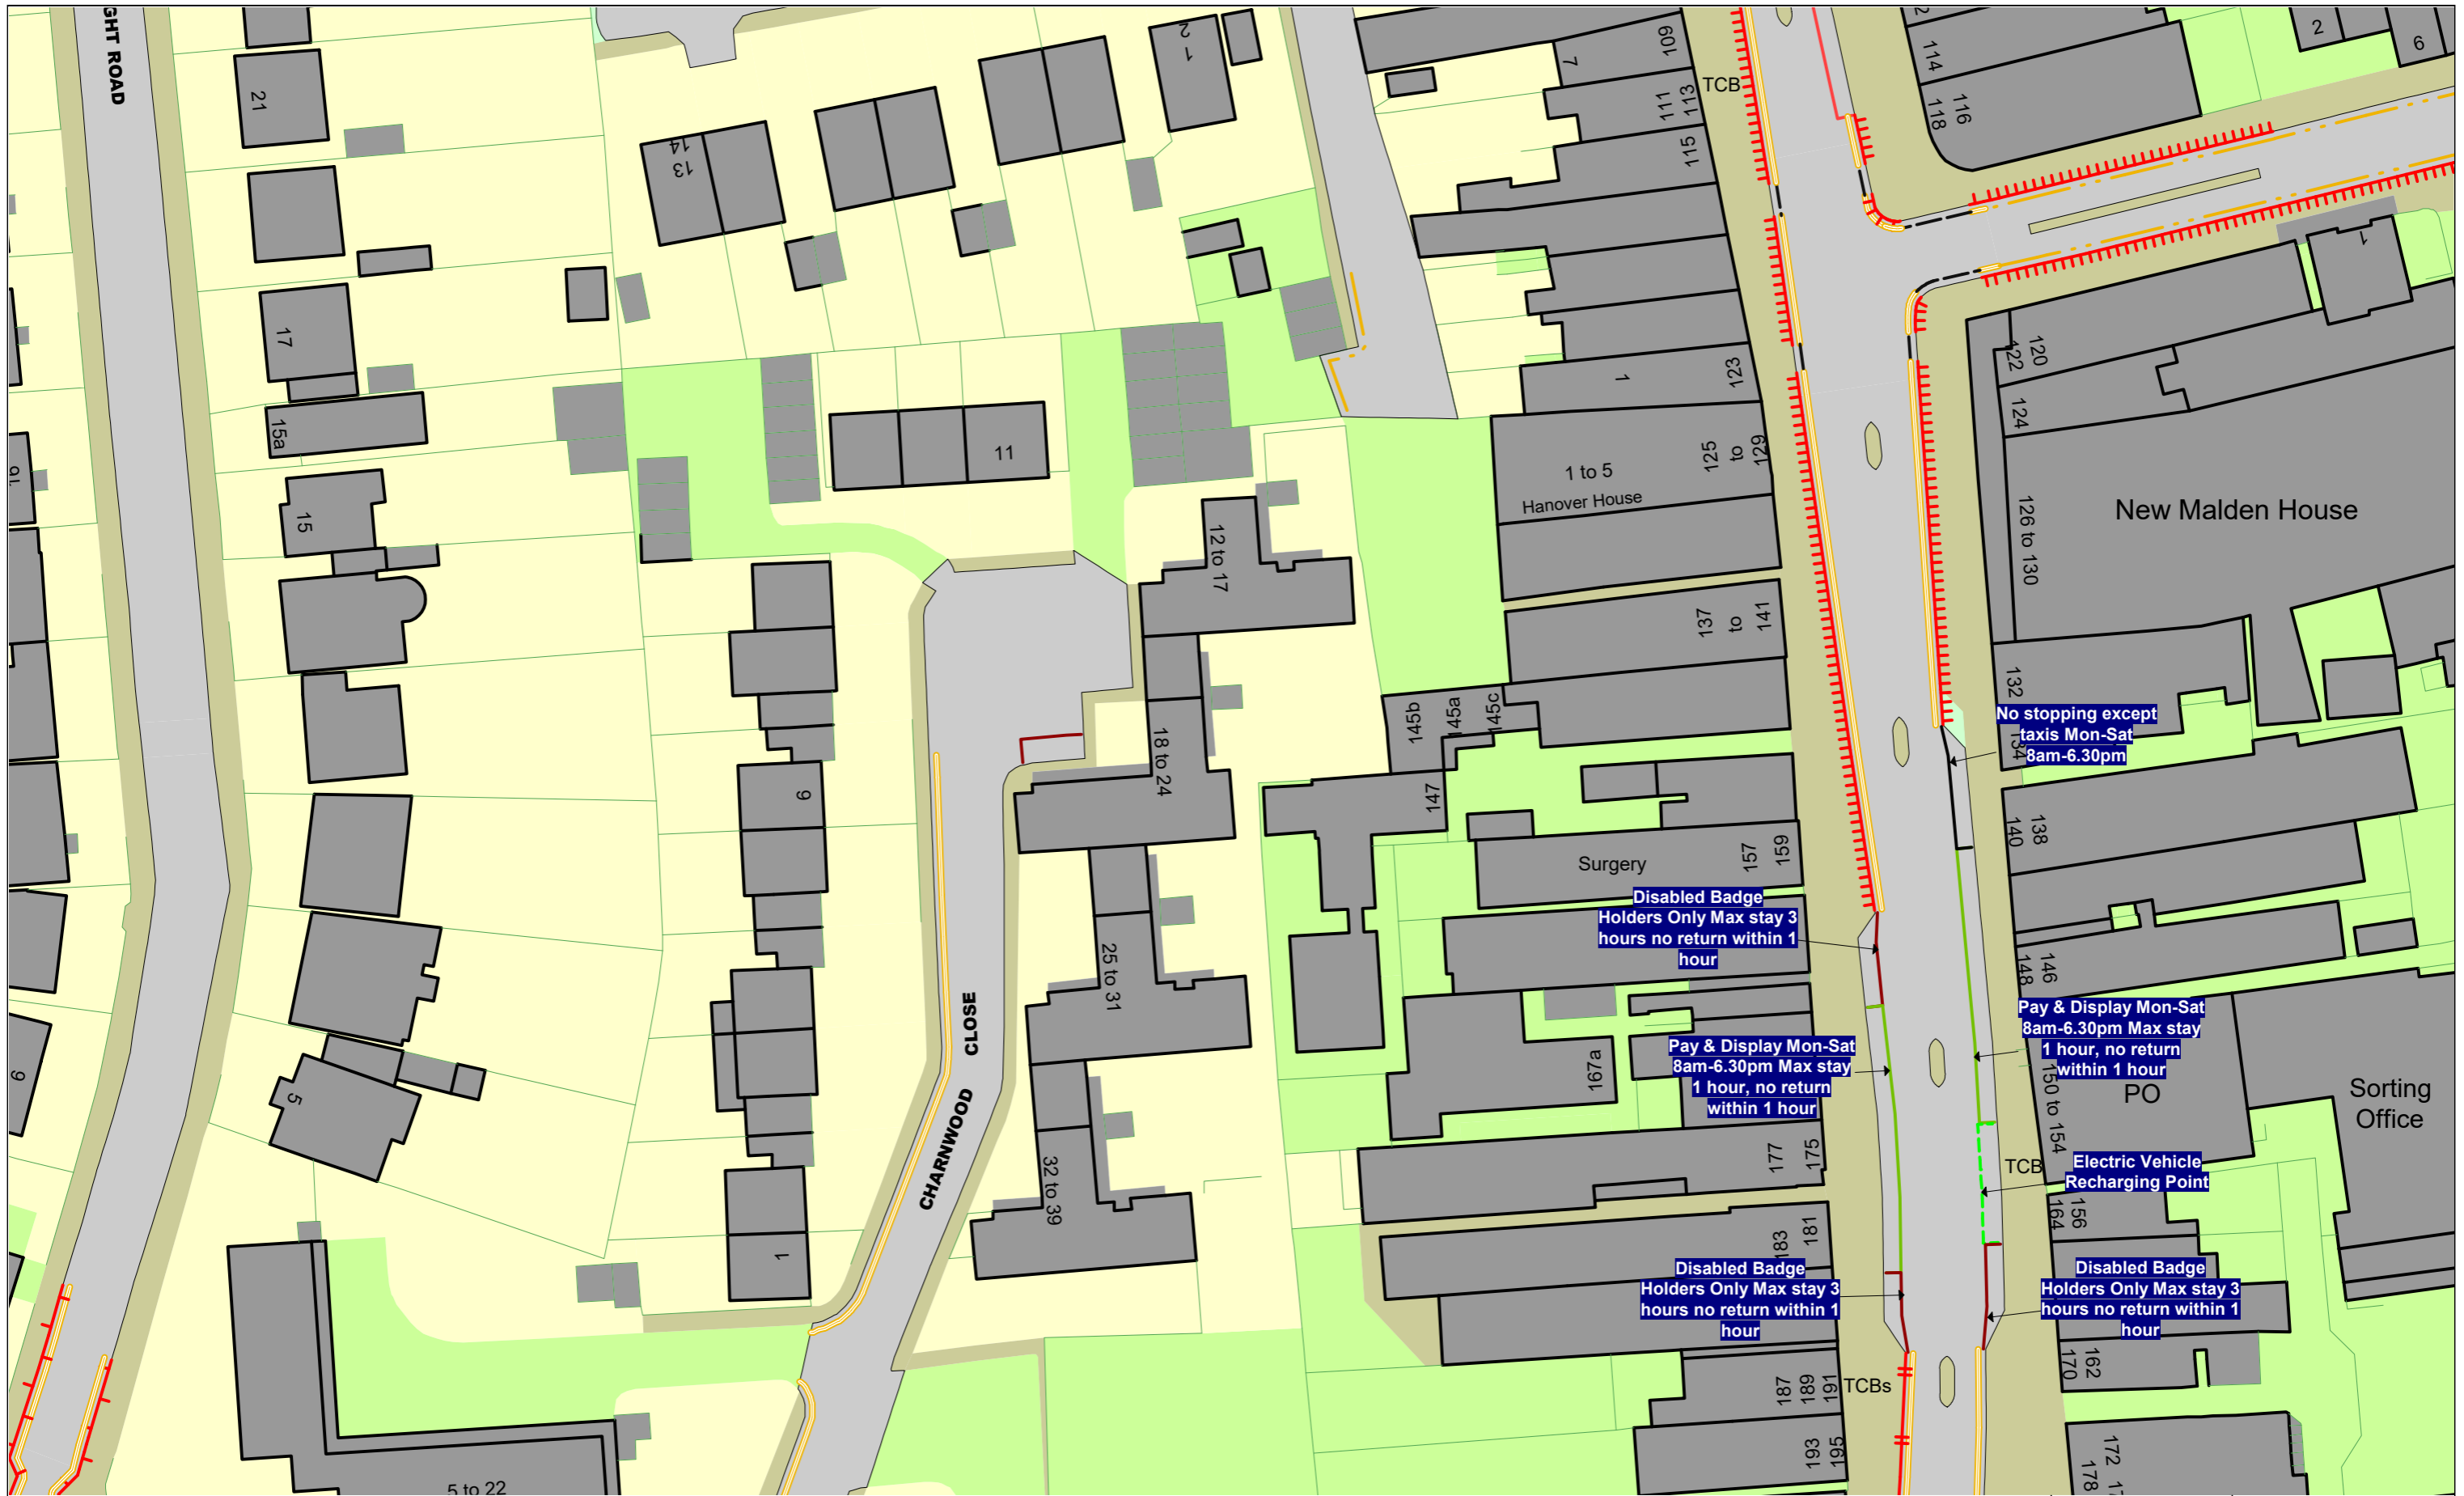 GHT ROAD
21
17
15a
15
5
9
13
14
1
2
11
12 to 17
18 to 24
25 to 31
32 to 39
9
1
CHARNWOOD CLOSE
5 to 22
7
109
TCB
111
113
115
1
123
1 to 5
Hanover House
125
to
129
137
to
141
145b
145a
145c
147
Surgery
157
159
Disabled Badge
Holders Only Max stay 3
hours no return within 1
hour
Pay & Display Mon-Sat
8am-6.30pm Max stay
1 hour, no return
within 1 hour
167a
177
175
183
181
Disabled Badge
Holders Only Max stay 3
hours no return within 1
hour
187
189
191
TCBs
193
195
114
116
118
2
6
1
120
122
124
New Malden House
126 to 130
132
134
No stopping except
taxis Mon-Sat
8am-6.30pm
138
140
146
148
Pay & Display Mon-Sat
8am-6.30pm Max stay
1 hour, no return
within 1 hour
150 to 154
PO
Sorting
Office
TCB
Electric Vehicle
Recharging Point
156
164
Disabled Badge
Holders Only Max stay 3
hours no return within 1
hour
162
170
172
178